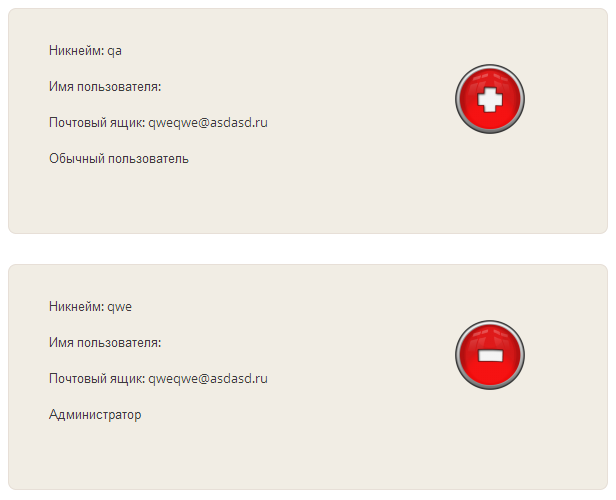 Никнейм: qa
Имя пользователя:
Почтовый ящик: qweqwe@asdasd.ru
Обычный пользователь
Никнейм: qwe
Имя пользователя:
Почтовый ящик: qweqwe@asdasd.ru
Администратор